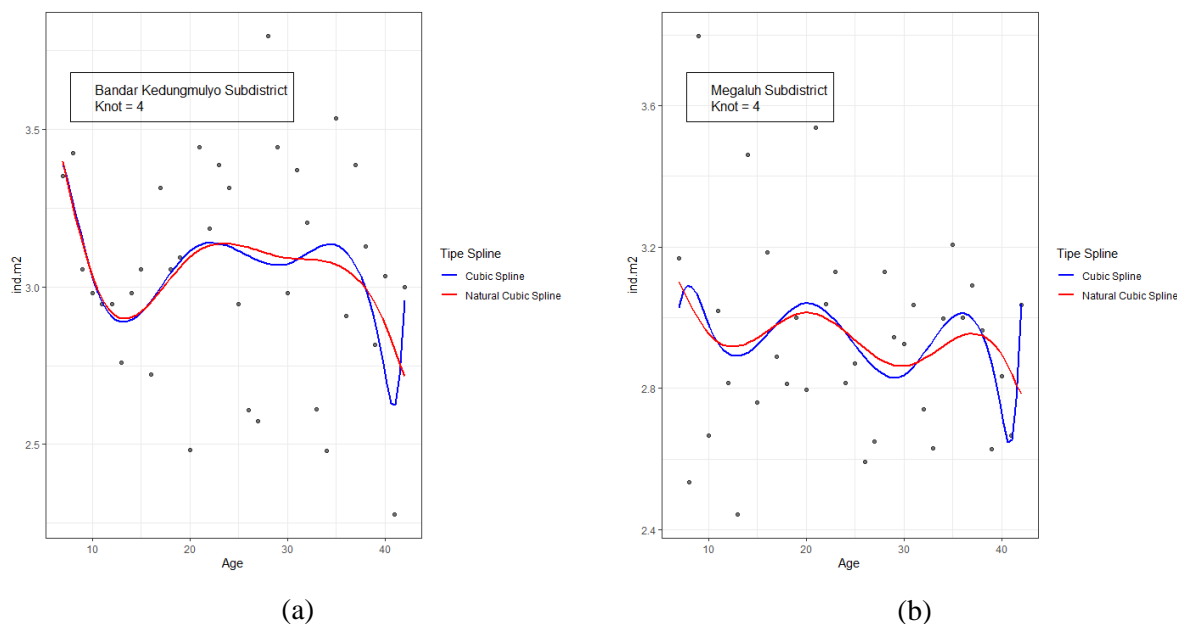 Bandar Kedungmulyo Subdistrict
Knot = 4
3.5
3.0
2.5
ind.m2
10 20 30 40
Age
Tipe Spline
Cubic Spline
Natural Cubic Spline
(a)
Megaluh Subdistrict
Knot = 4
3.6
3.2
2.8
2.4
ind.m2
10 20 30 40
Age
Tipe Spline
Cubic Spline
Natural Cubic Spline
(b)